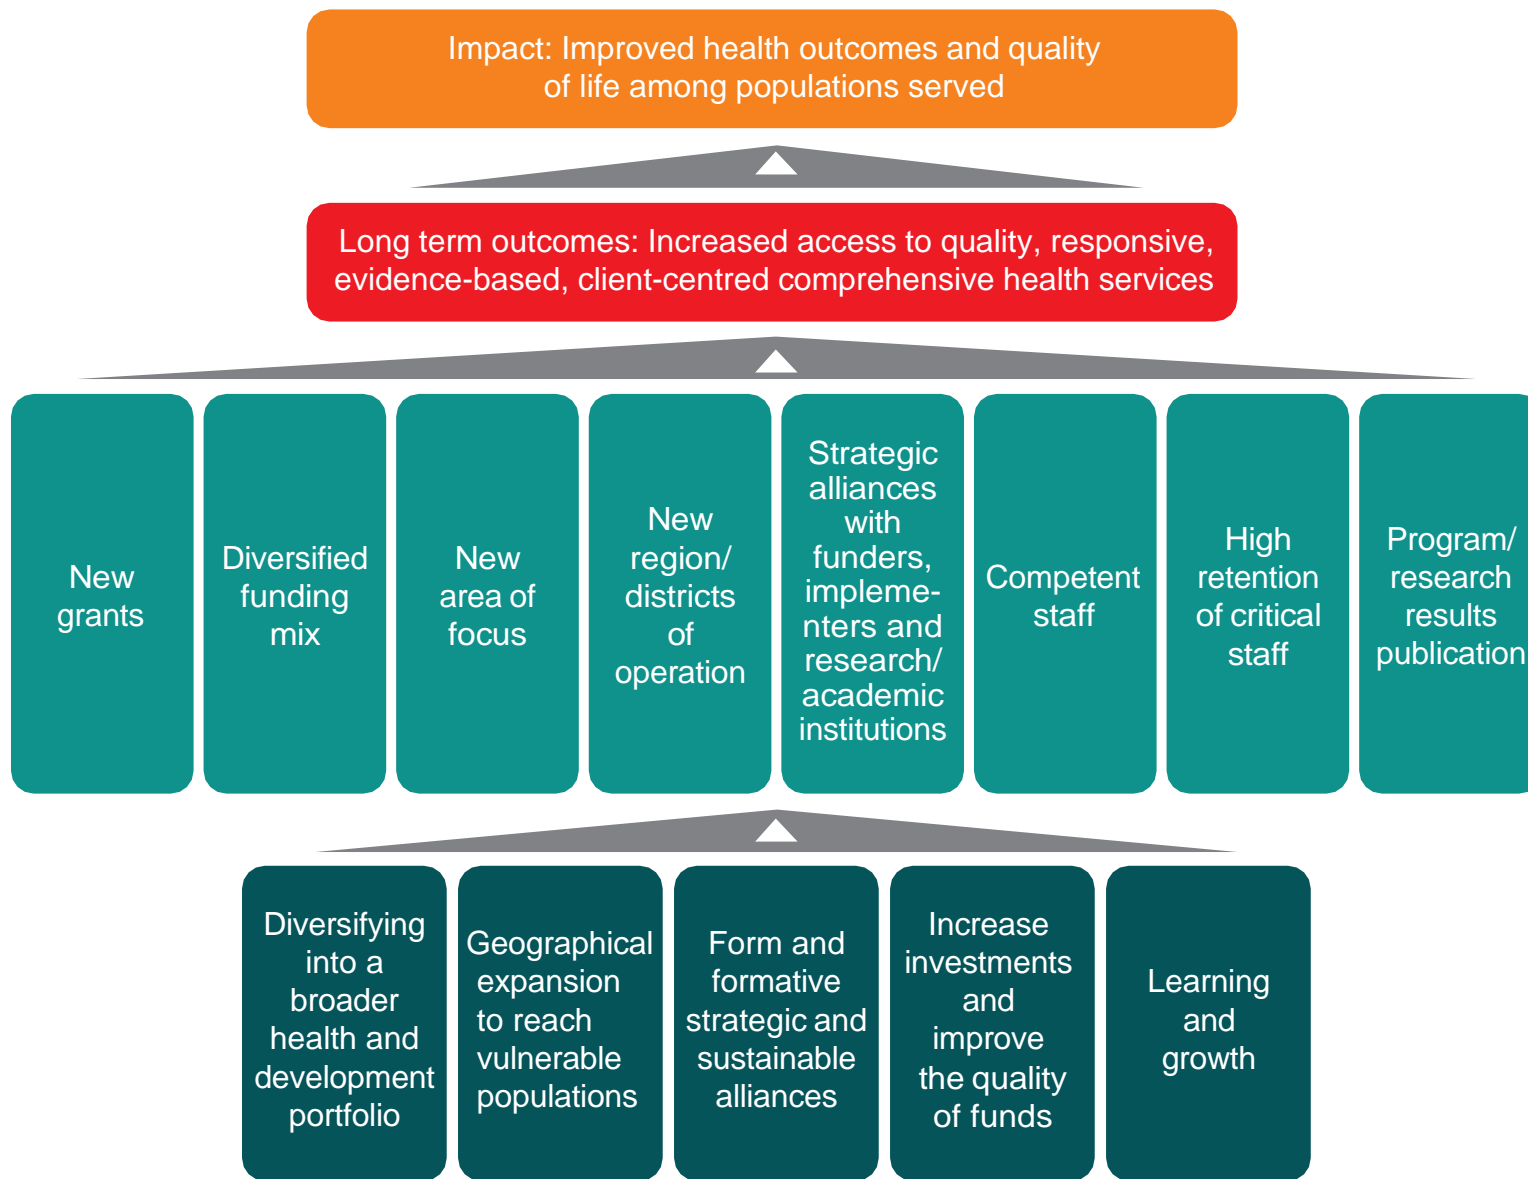 Impact: Improved health outcomes and quality
of life among populations served
Long term outcomes: Increased access to quality, responsive,
evidence-based, client-centred comprehensive health services
New
grants
Diversified
funding
mix
New
area of
focus
New
region/
districts
of
operation
Strategic
alliances
with
funders,
impleme-
nters and
research/
academic
institutions
Competent
staff
High
retention
of critical
staff
Program/
research
results
publication
Diversifying
into a
broader
health and
development
portfolio
Geographical
expansion
to reach
vulnerable
populations
Form and
formative
strategic and
sustainable
alliances
Increase
investments
and
improve
the quality
of funds
Learning
and
growth